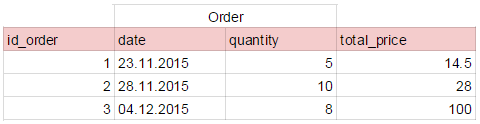 Order
id_order date quantity total_price
1 23.11.2015 5 14.5
2 28.11.2015 10 28
3 04.12.2015 8 100